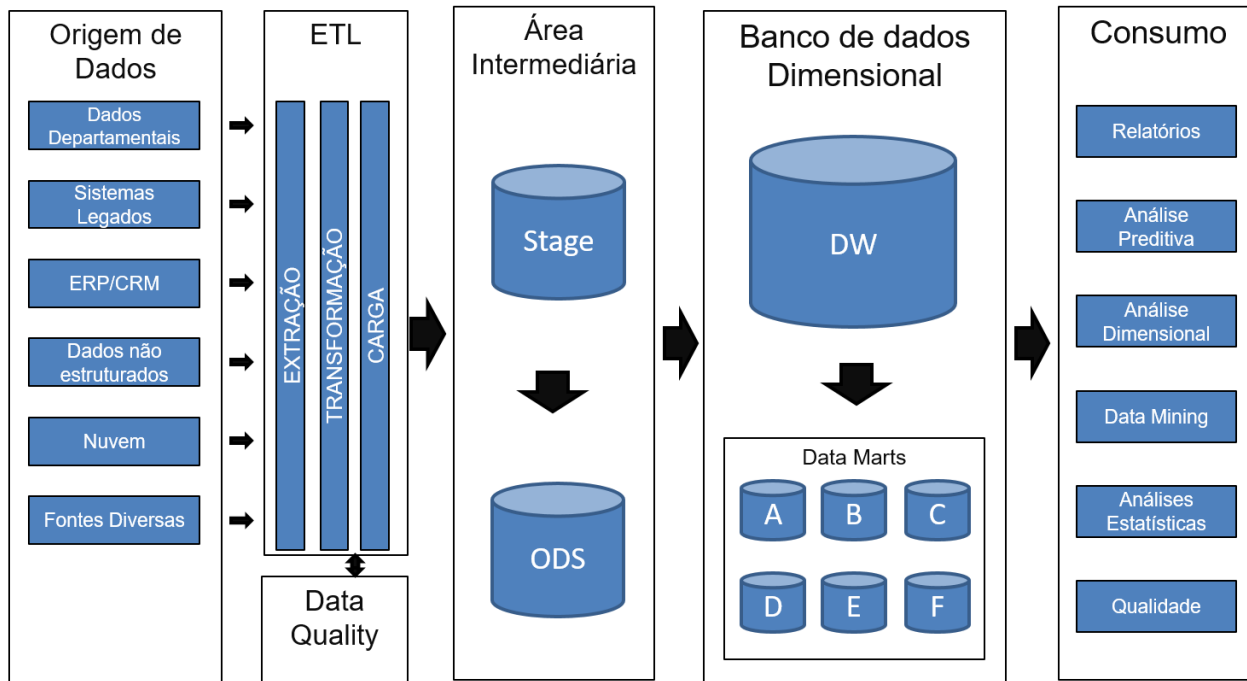 Origem de
Dados
Dados
Departamentais
Sistemas
Legados
ERP/CRM
Dados não
estruturados
Nuvem
Fontes Diversas
ETL
EXTRAÇÃO
TRANSFORMAÇÃO
CARGA
Data
Quality
Área
Intermediária
Stage
ODS
Banco de dados
Dimensional
DW
Data Marts
A
B
C
D
E
F
Consumo
Relatórios
Análise
Preditiva
Análise
Dimensional
Data Mining
Análises
Estatísticas
Qualidade